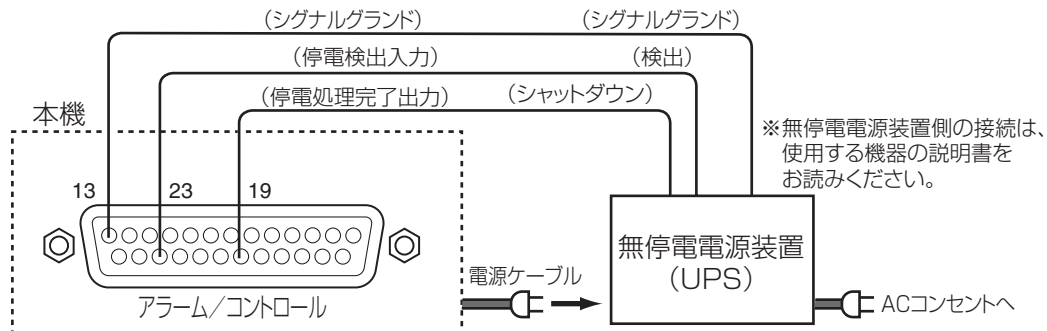 （シグナルグランド）
（シグナルグランド）
（停電検出入力）
（検出）
（停電処理完了出力）
（シャットダウン）
本機
※無停電電源装置側の接続は、
使用する機器の説明書を
お読みください。
13
23
19
無停電電源装置
（UPS）
電源ケーブル
アラーム／コントロール
ACコンセントへ